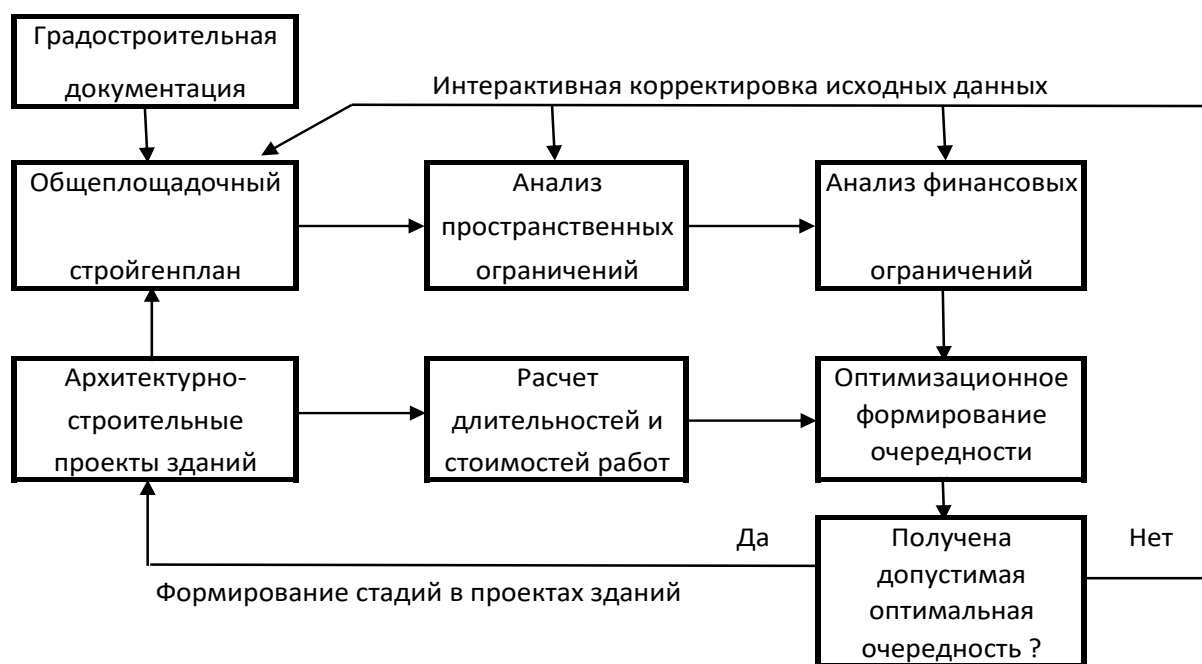 Градостроительная
документация
Интерактивная корректировка исходных данных
Общеплощадочный
стройгенплан
Анализ
пространственных
ограничений
Анализ финансовых
ограничений
Архитектурно-
строительные
проекты зданий
Расчет
длительностей и
стоимостей работ
Оптимизационное
формирование
очередности
Да
Получена
допустимая
оптимальная
очередность ?
Нет
Формирование стадий в проектах зданий